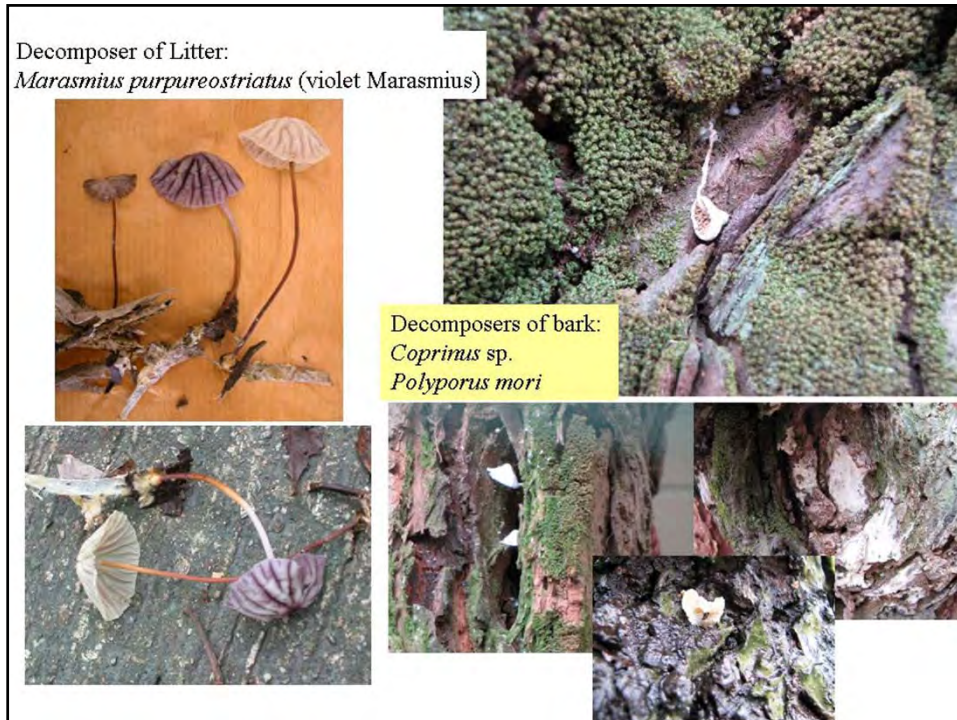 Decomposer of Litter:
Marasmius purpureostriatus (violet Marasmius)
Decomposers of bark:
Coprinus sp.
Polyporus mori